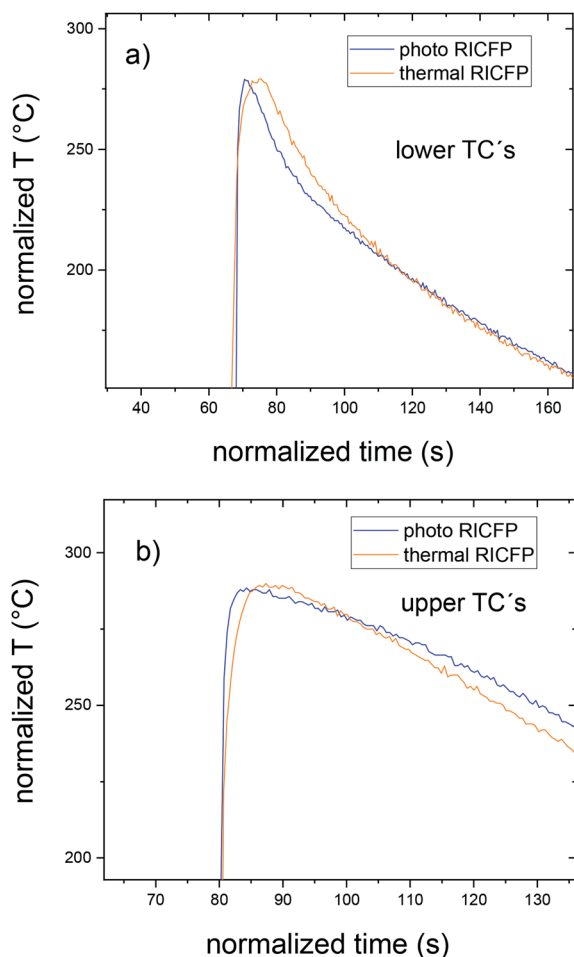 300
a)
photo RICFP
thermal RICFP
lower TC´s
250
200
normalized T (°C)
40 60 80 100 120 140 160
normalized time (s)
b)
photo RICFP
thermal RICFP
upper TC´s
300
250
200
normalized T (°C)
70 80 90 100 110 120 130
normalized time (s)